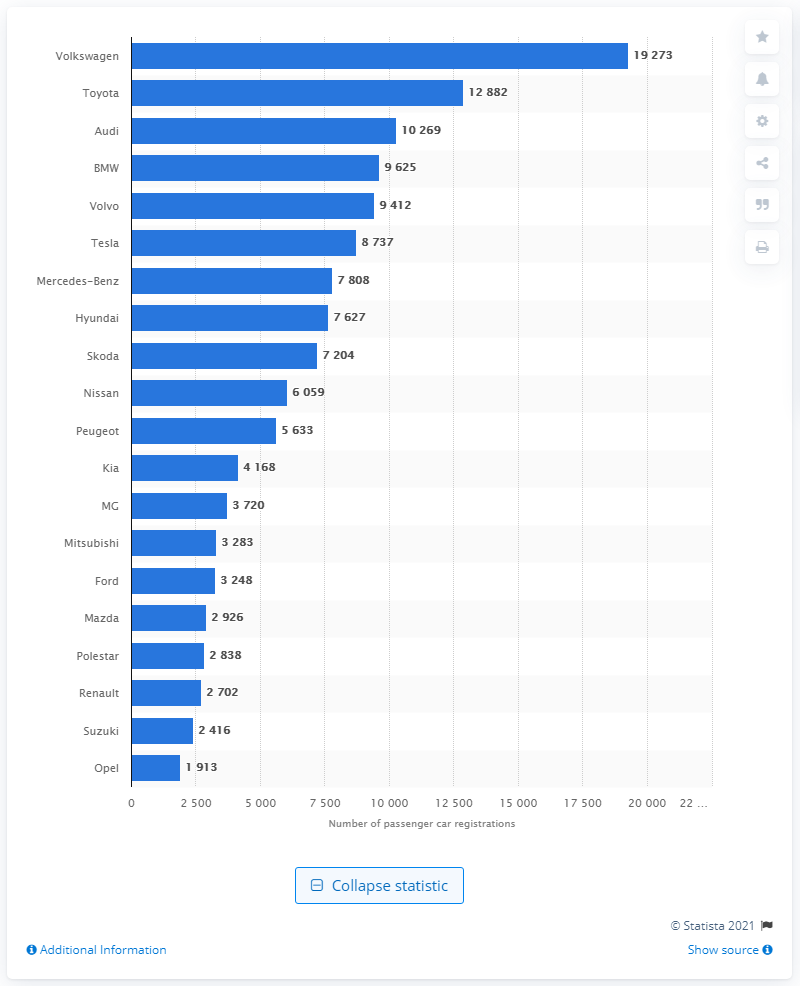 Volkswagen 19 273
Toyota 12 882
Audi 10 269
BMW 9 625
Volvo 9 412
Tesla 8 737
Mercedes-Benz 7 808
Hyundai 7 627
Skoda 7 204
Nissan 6 059
Peugeot 5 633
Kia 4 168
MG 3 720
Mitsubishi 3 283
Ford 3 248
Mazda 2 926
Polestar 2 838
Renault 2 702
Suzuki 2 416
Opel 1 913
0 2 500 5 000 7 500 10 000 12 500 15 000 17 500 20 000 22 ...
Number of passenger car registrations
Collapse statistic
© Statista 2021
Additional Information Show source